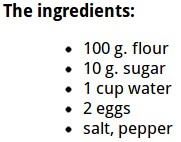 The ingredients:
• 100 g. flour
• 10 g. sugar
• 1 cup water
• 2 eggs
• salt, pepper